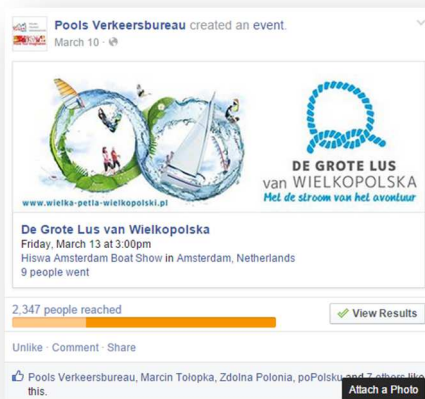 Pools Verkeersbureau created an event.
March 10
DE GROTE LUS
van WIELKOPOLSKA
Met de stroom van het avontuur
www.wielka-petla-wielkopolski.pl
De Grote Lus van Wielkopolska
Friday, March 13 at 3:00pm
Hiswa Amsterdam Boat Show in Amsterdam, Netherlands
9 people went
2,347 people reached
View Results
Unlike · Comment · Share
Pools Verkeersbureau, Marcin Tołopka, Zdolna Polonia, poPolsku and 7 others like
this.
Attach a Photo